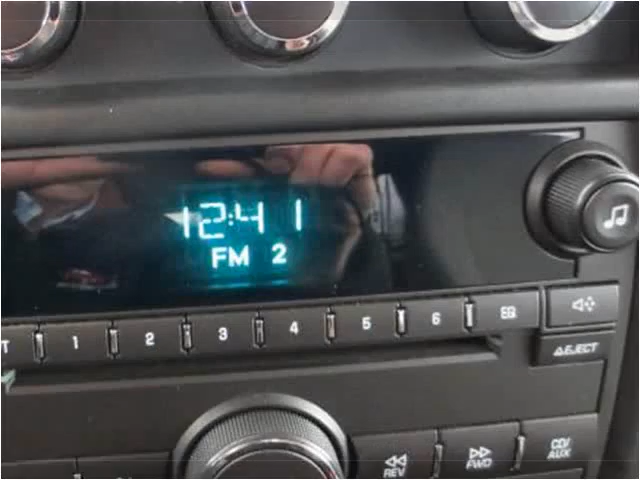 12:41
FM 2
T 1 2 3 4 5 6 EQ
▲EJECT
REV FWD CD/
AUX